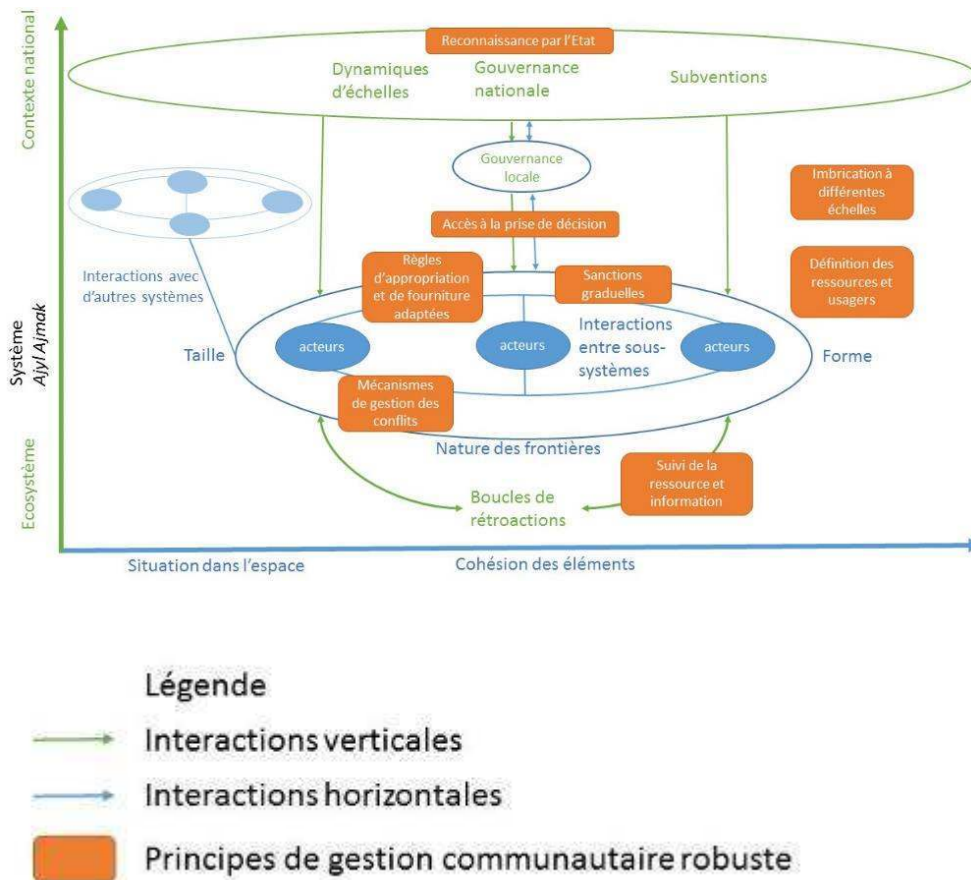 Contexte national
Reconnaissance par l'Etat
Dynamiques
d'échelles
Gouvernance
nationale
Subventions
Gouvernance
locale
Imbrication à
différentes
échelles
Accès à la prise de décision
Interactions avec
d'autres systèmes
Règles
d'appropriation
et de fourniture
adaptées
Sanctions
graduelles
Définition des
ressources et
usagers
Système
Ajyl Ajmak
Taille
acteurs
acteurs
Interactions
entre sous-
systèmes
acteurs
Forme
Mécanismes
de gestion des
conflits
Nature des frontières
Ecosystème
Suivi de la
ressource et
information
Boucles de
rétroactions
Situation dans l'espace
Cohésion des éléments
Légende
Interactions verticales
Interactions horizontales
Principes de gestion communautaire robuste